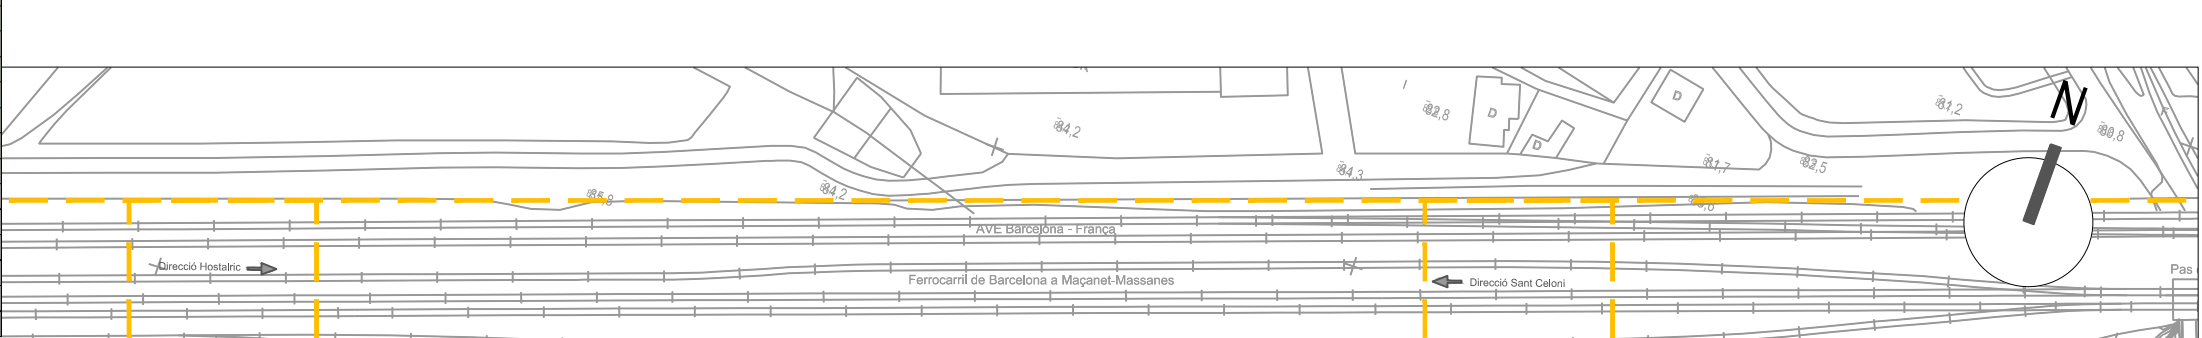 N
82,8
D
D
81,2
84,2
D
80,8
84,3
81,7
82,5
84,2
AVE Barcelona - França
Direcció Hostalric
Pas
Ferrocarril de Barcelona a Maçanet-Massanes
Direcció Sant Celoni